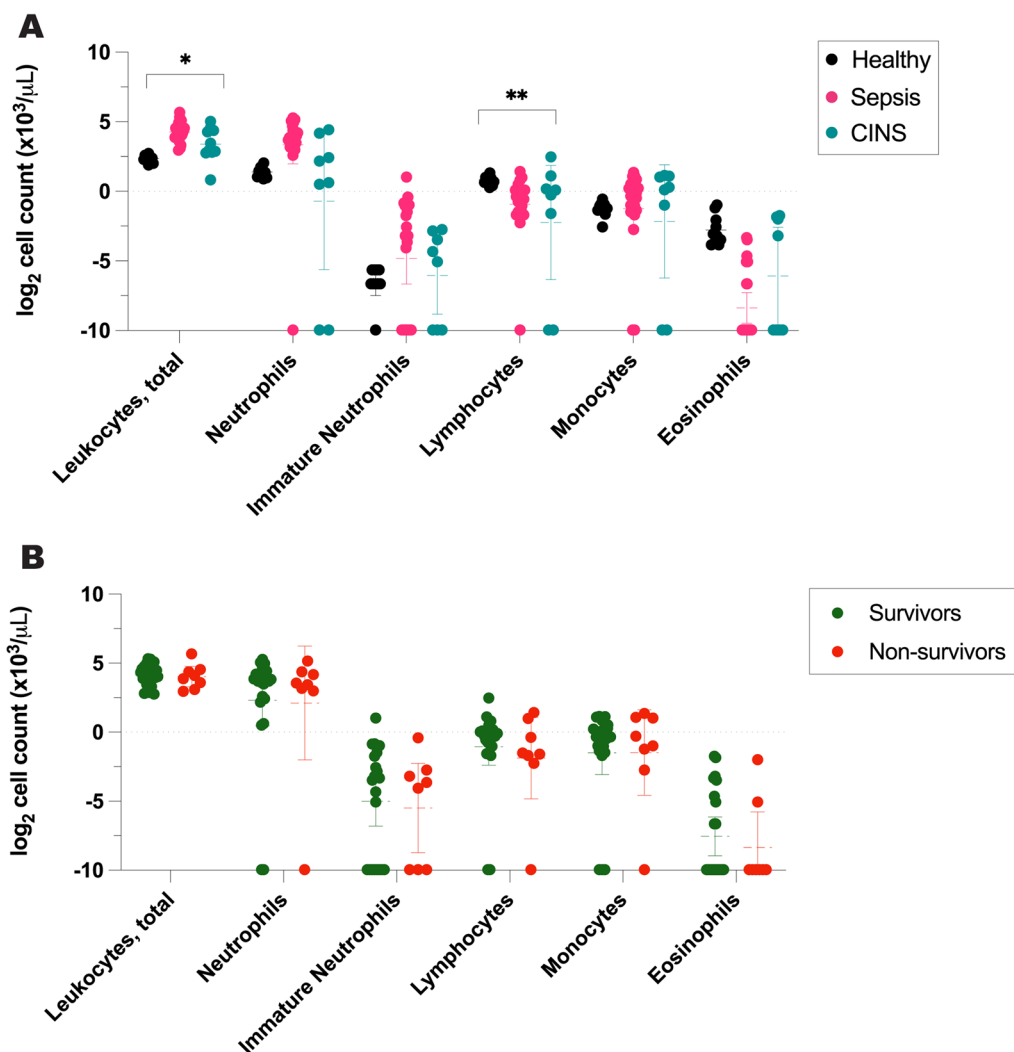 A
log₂ cell count (x10³/μL)
10
5
0
-5
-10
*
**
Healthy
Sepsis
CINS
Leukocytes, total
Neutrophils
Immature Neutrophils
Lymphocytes
Monocytes
Eosinophils
B
log₂ cell count (x10³/μL)
10
5
0
-5
-10
Survivors
Non-survivors
Leukocytes, total
Neutrophils
Immature Neutrophils
Lymphocytes
Monocytes
Eosinophils